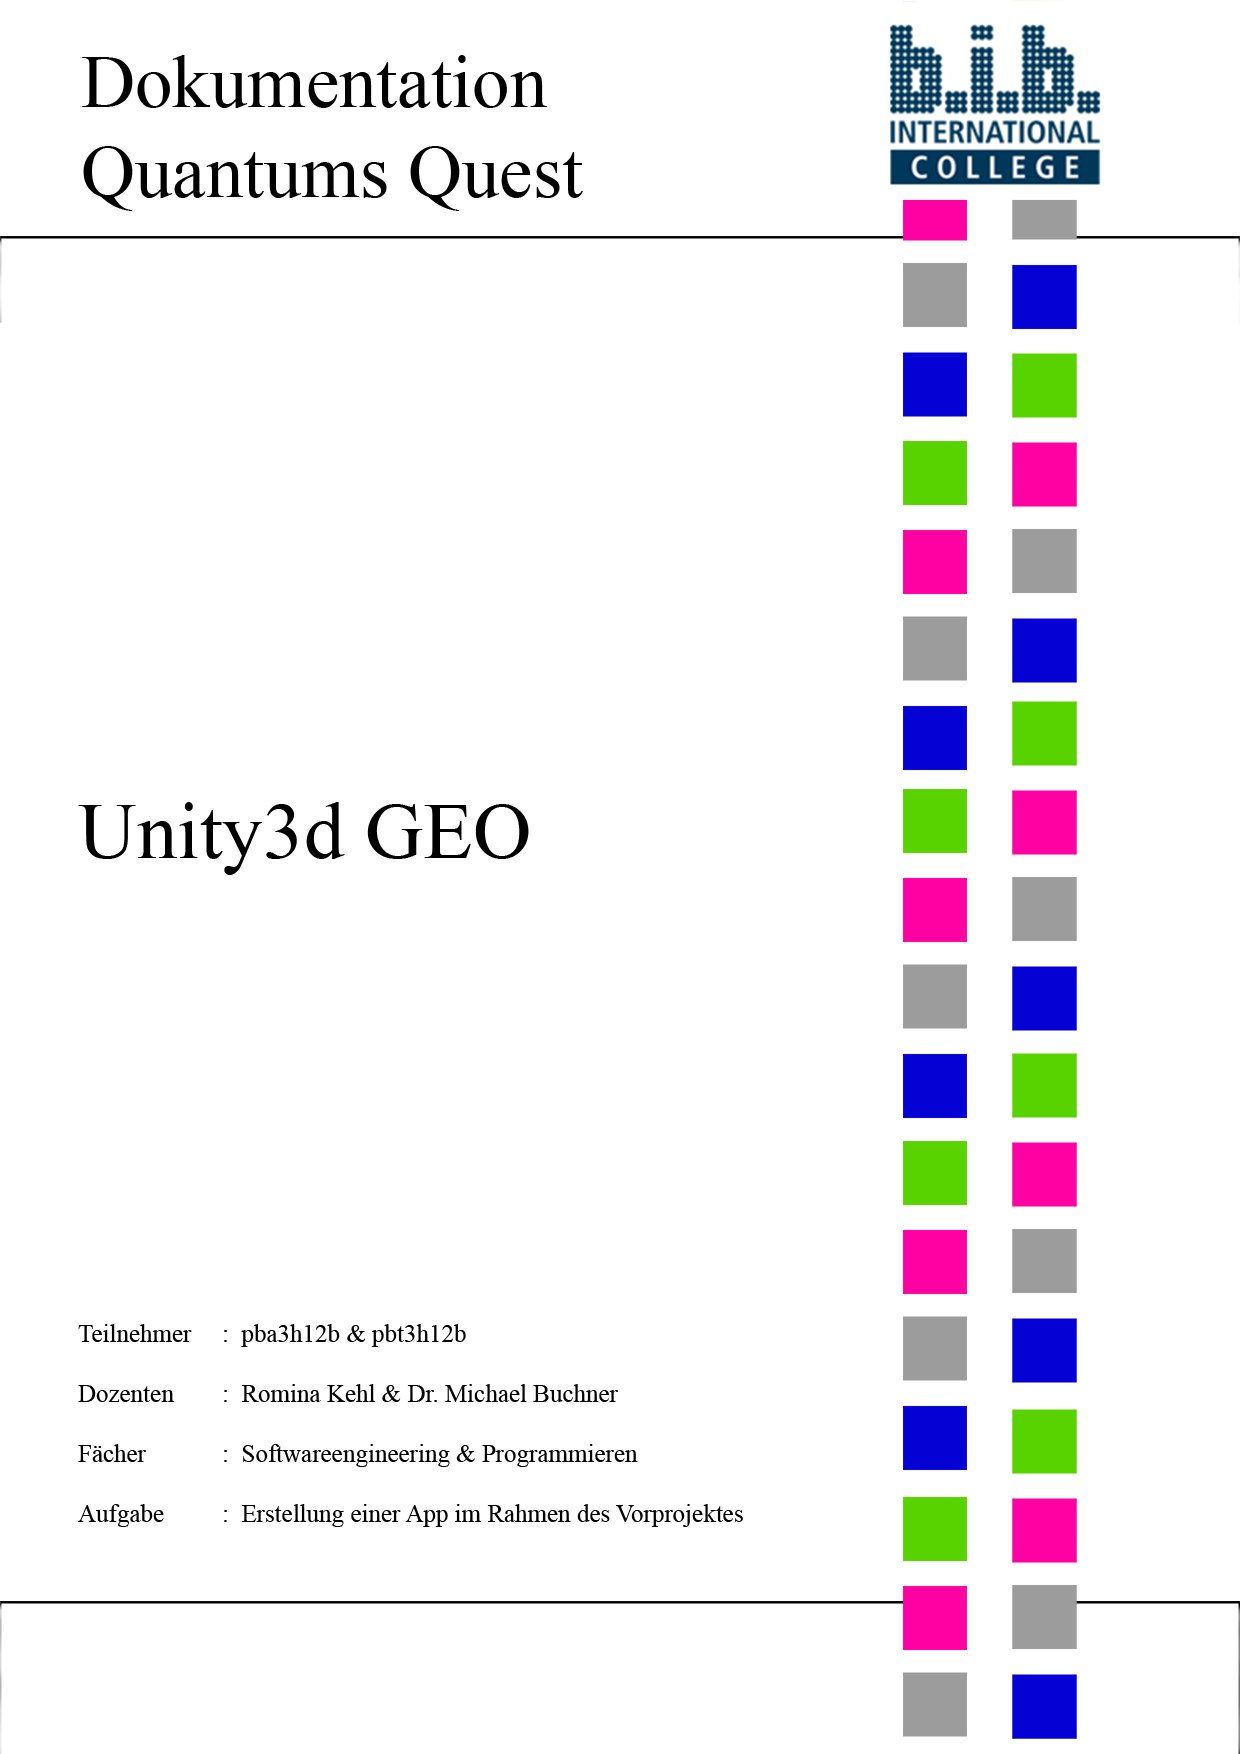 Dokumentation
Quantums Quest
b.i.b.
INTERNATIONAL
COLLEGE
Unity3d GEO
Teilnehmer : pba3h12b & pbt3h12b
Dozenten : Romina Kehl & Dr. Michael Buchner
Fächer : Softwareengineering & Programmieren
Aufgabe : Erstellung einer App im Rahmen des Vorprojektes